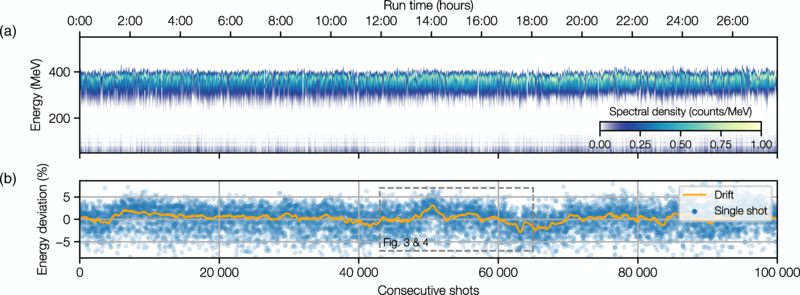 Run time (hours)
0:00 2:00 4:00 6:00 8:00 10:00 12:00 14:00 16:00 18:00 20:00 22:00 24:00 26:00
(a)
Energy (MeV)
400
200
Spectral density (counts/MeV)
0.00 0.25 0.50 0.75 1.00
(b)
Energy deviation (%)
5
0
−5
Drift
Single shot
Fig. 3 & 4
0 20 000 40 000 60 000 80 000 100 000
Consecutive shots